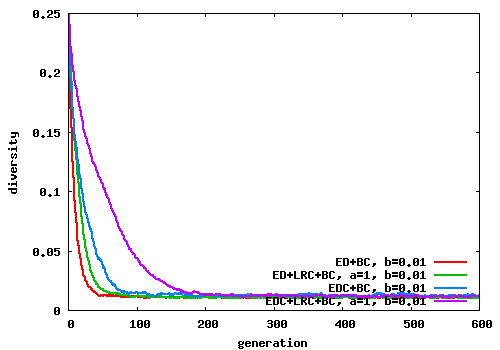 0.25
0.2
0.15
0.1
0.05
0
diversity
ED+BC, b=0.01
ED+LRC+BC, a=1, b=0.01
EDC+BC, b=0.01
EDC+LRC+BC, a=1, b=0.01
0 100 200 300 400 500 600
generation